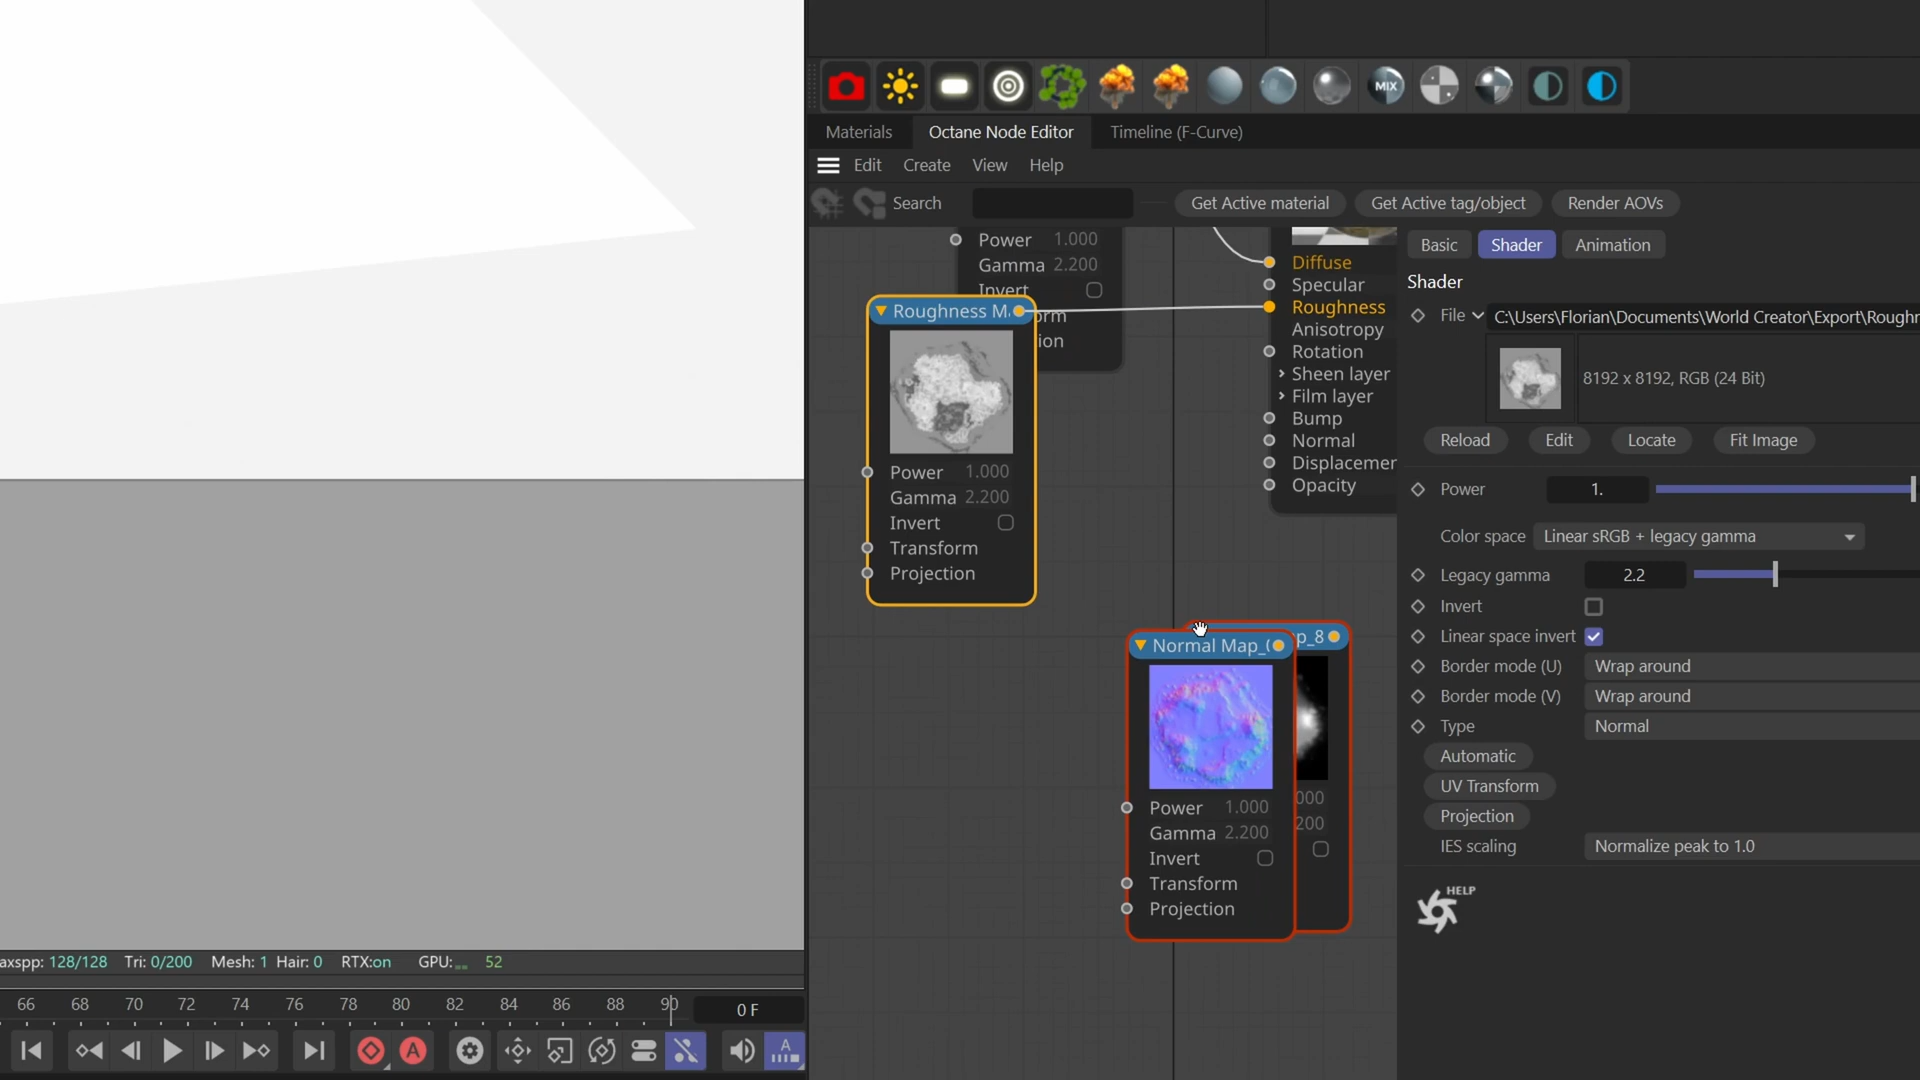 MIX
Materials
Octane Node Editor
Timeline (F-Curve)
Edit
Create
View
Help
Search
Get Active material
Get Active tag/object
Render AOVs
Power 1.000
Gamma 2.200
Invert
Roughness M.
Power 1.000
Gamma 2.200
Invert
Transform
Projection
Diffuse
Specular
Roughness
Anisotropy
Rotation
Sheen layer
Film layer
Bump
Normal
Displacemer
Opacity
Normal Map_(
Power 1.000
Gamma 2.200
Invert
Transform
Projection
p_8
000
200
Basic
Shader
Animation
Shader
File C:\Users\Florian\Documents\World Creator\Export\Roughr
8192 x 8192, RGB (24 Bit)
Reload
Edit
Locate
Fit Image
Power 1.
Color space Linear sRGB + legacy gamma
Legacy gamma 2.2
Invert
Linear space invert
Border mode (U) Wrap around
Border mode (V) Wrap around
Type Normal
Automatic
UV Transform
Projection
IES scaling Normalize peak to 1.0
HELP
axspp: 128/128 Tri: 0/200 Mesh: 1 Hair: 0 RTX:on GPU: 52
66 68 70 72 74 76 78 80 82 84 86 88 90
0 F
A
A